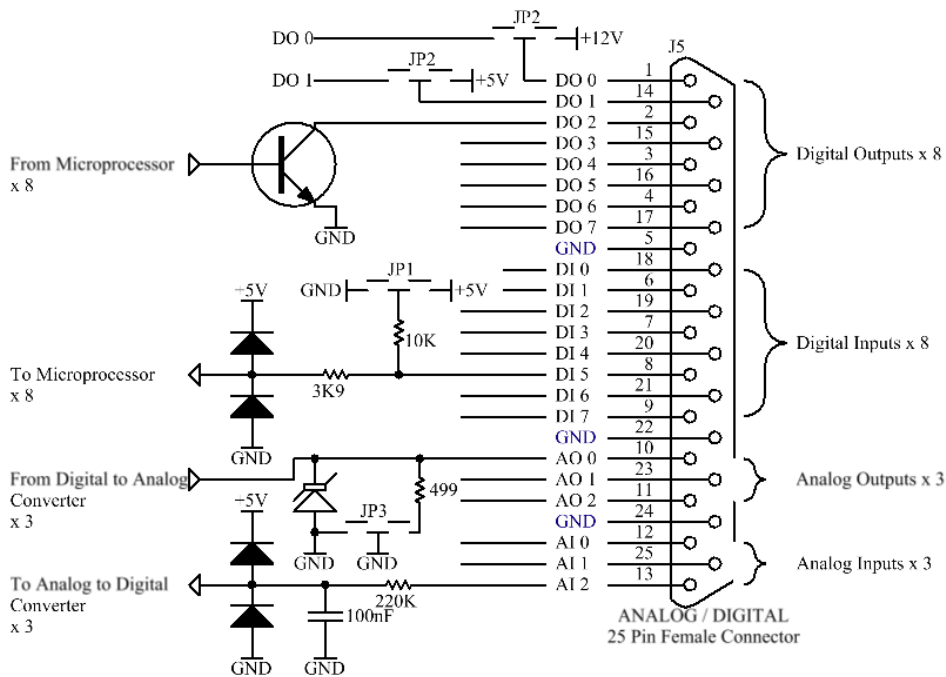 JP2
DO 0
+12V
J5
JP2
DO 1
+5V
DO 0 1
DO 1 14
DO 2 2
DO 3 15
DO 4 3
DO 5 16
DO 6 4
DO 7 17
GND 5
DI 0 18
DI 1 6
DI 2 19
DI 3 7
DI 4 20
DI 5 8
DI 6 21
DI 7 9
GND 22
AO 0 10
AO 1 23
AO 2 11
GND 24
AI 0 12
AI 1 25
AI 2 13
Digital Outputs x 8
Digital Inputs x 8
Analog Outputs x 3
Analog Inputs x 3
From Microprocessor
x 8
GND
JP1
GND
+5V
+5V
10K
To Microprocessor
x 8
3K9
GND
From Digital to Analog
Converter
x 3
499
+5V
JP3
GND
GND
To Analog to Digital
Converter
x 3
220K
100nF
GND
GND
ANALOG / DIGITAL
25 Pin Female Connector